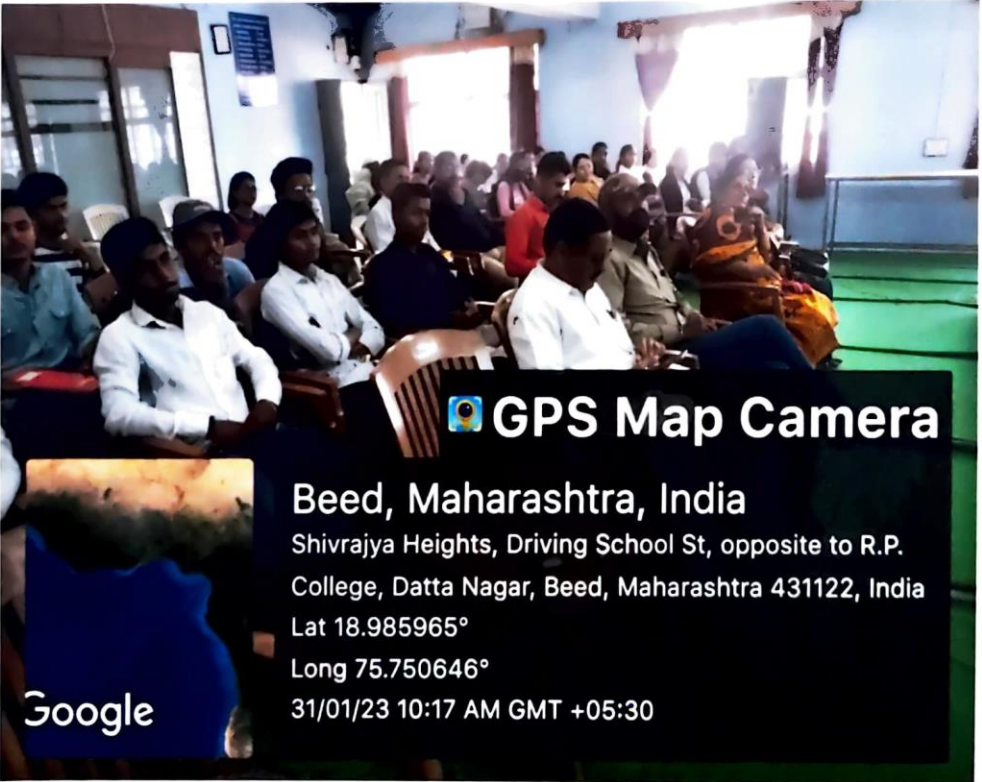 GPS Map Camera
Beed, Maharashtra, India
Shivrajya Heights, Driving School St, opposite to R.P.
College, Datta Nagar, Beed, Maharashtra 431122, India
Lat 18.985965°
Long 75.750646°
31/01/23 10:17 AM GMT +05:30
Google